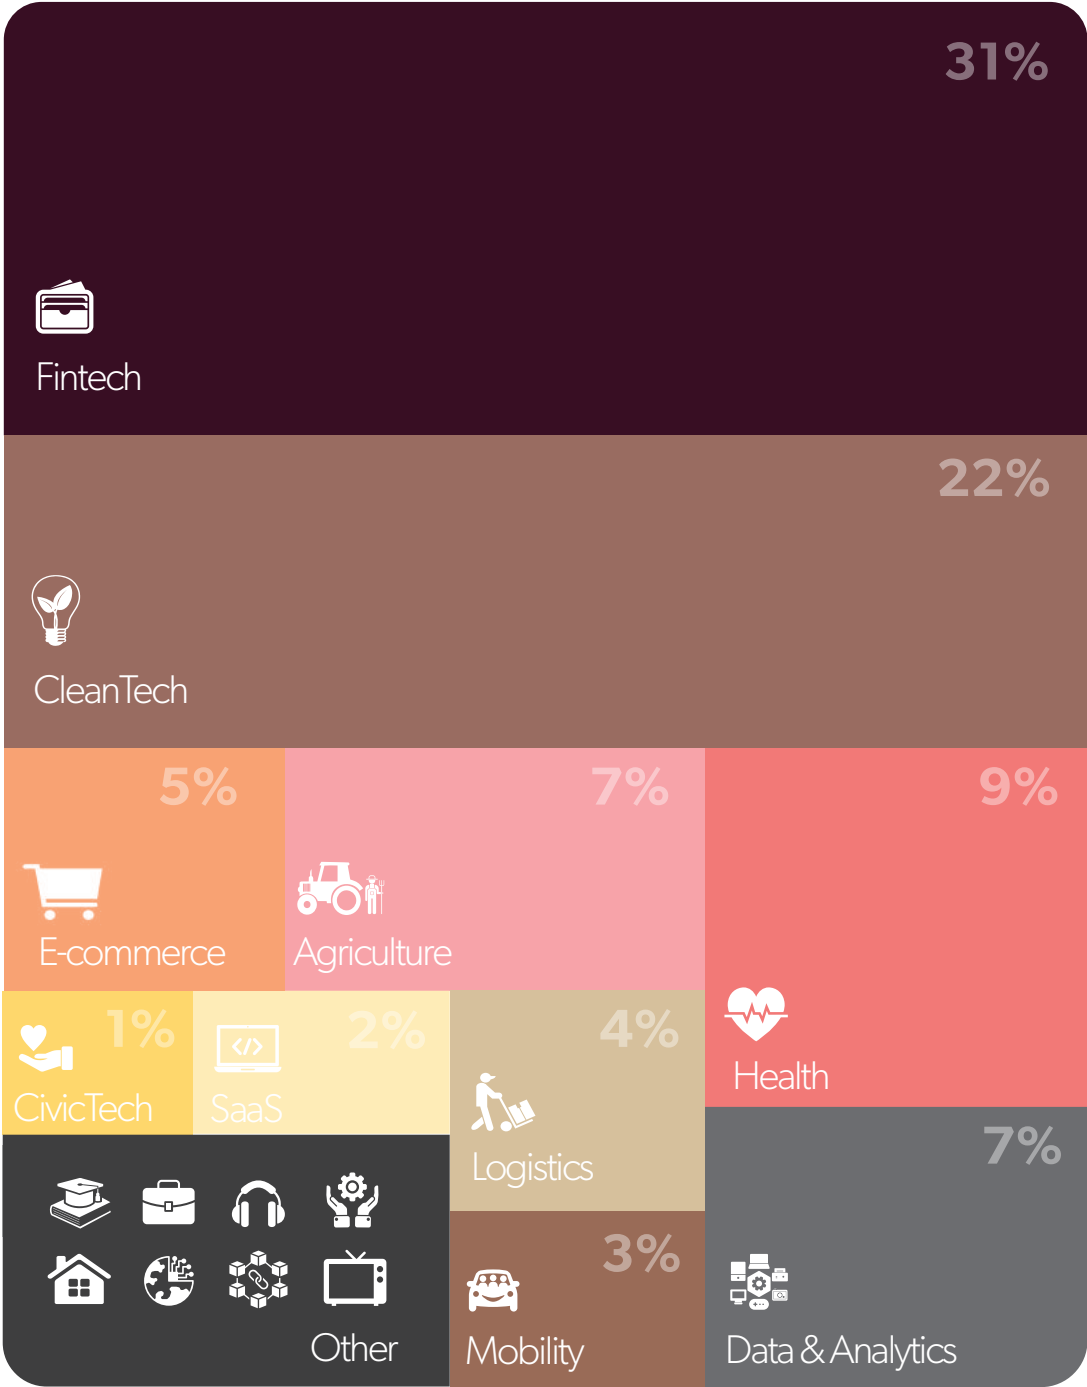 31%
Fintech
22%
CleanTech
5%
E-commerce
7%
Agriculture
9%
Health
1%
CivicTech
2%
</>
SaaS
4%
Logistics
3%
Mobility
7%
Data & Analytics
Other